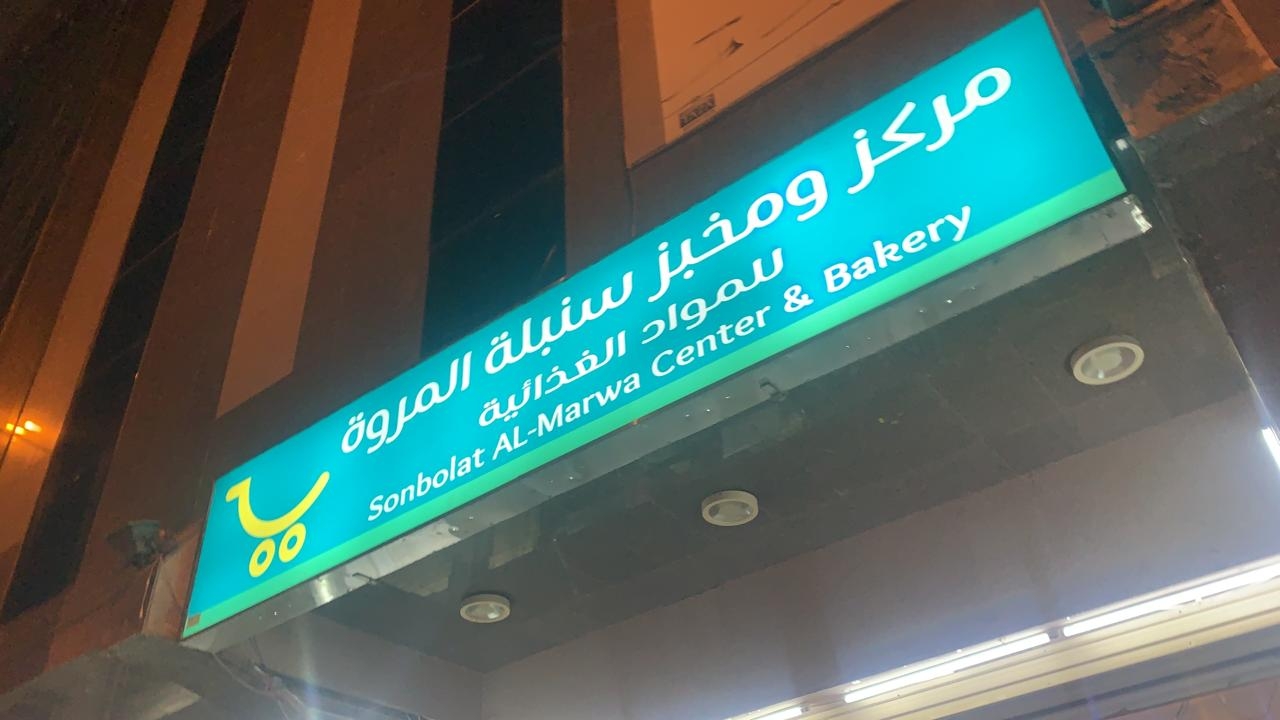 مركز ومخبز سنبلة المروة
للمواد الغذائية
Sonbolat AL-Marwa Center & Bakery